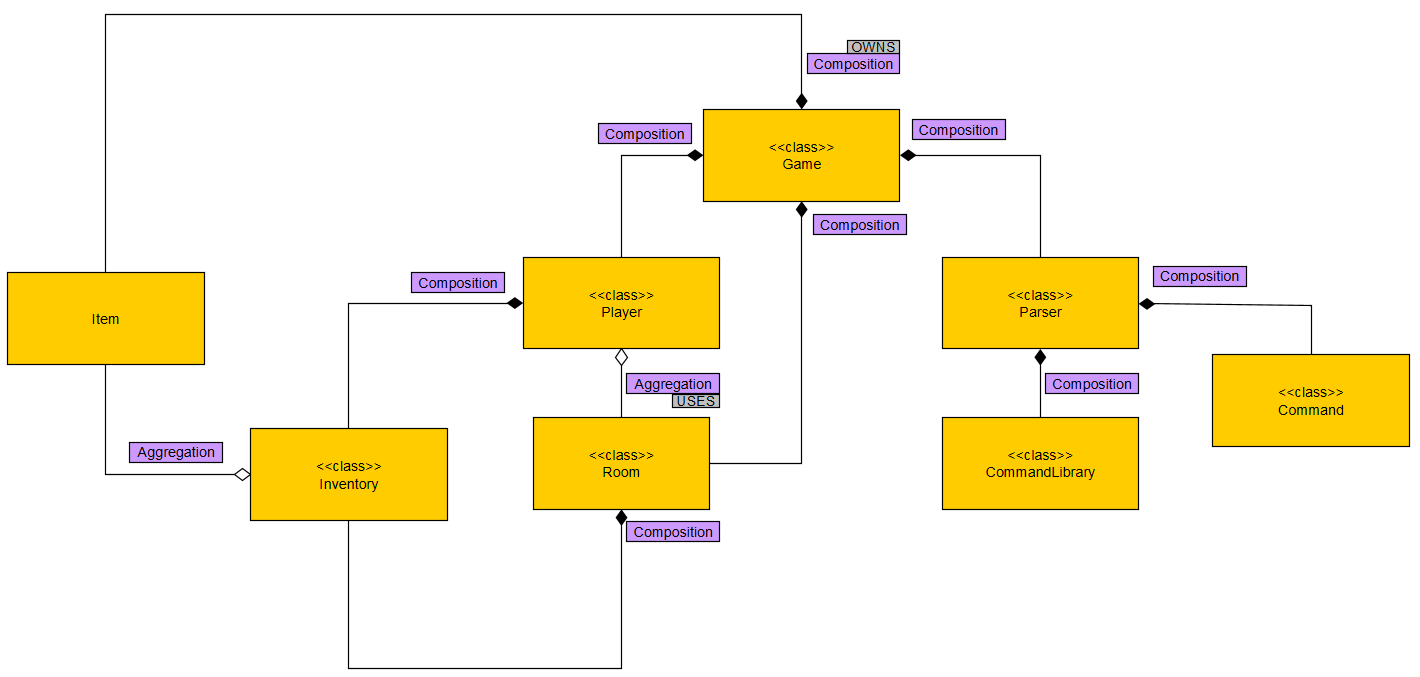 OWNS
Composition
Composition
Composition
<<class>>
Game
Composition
Composition
Composition
<<class>>
Player
<<class>>
Parser
Item
Aggregation
USES
Composition
<<class>>
Command
Aggregation
<<class>>
Inventory
<<class>>
Room
<<class>>
CommandLibrary
Composition